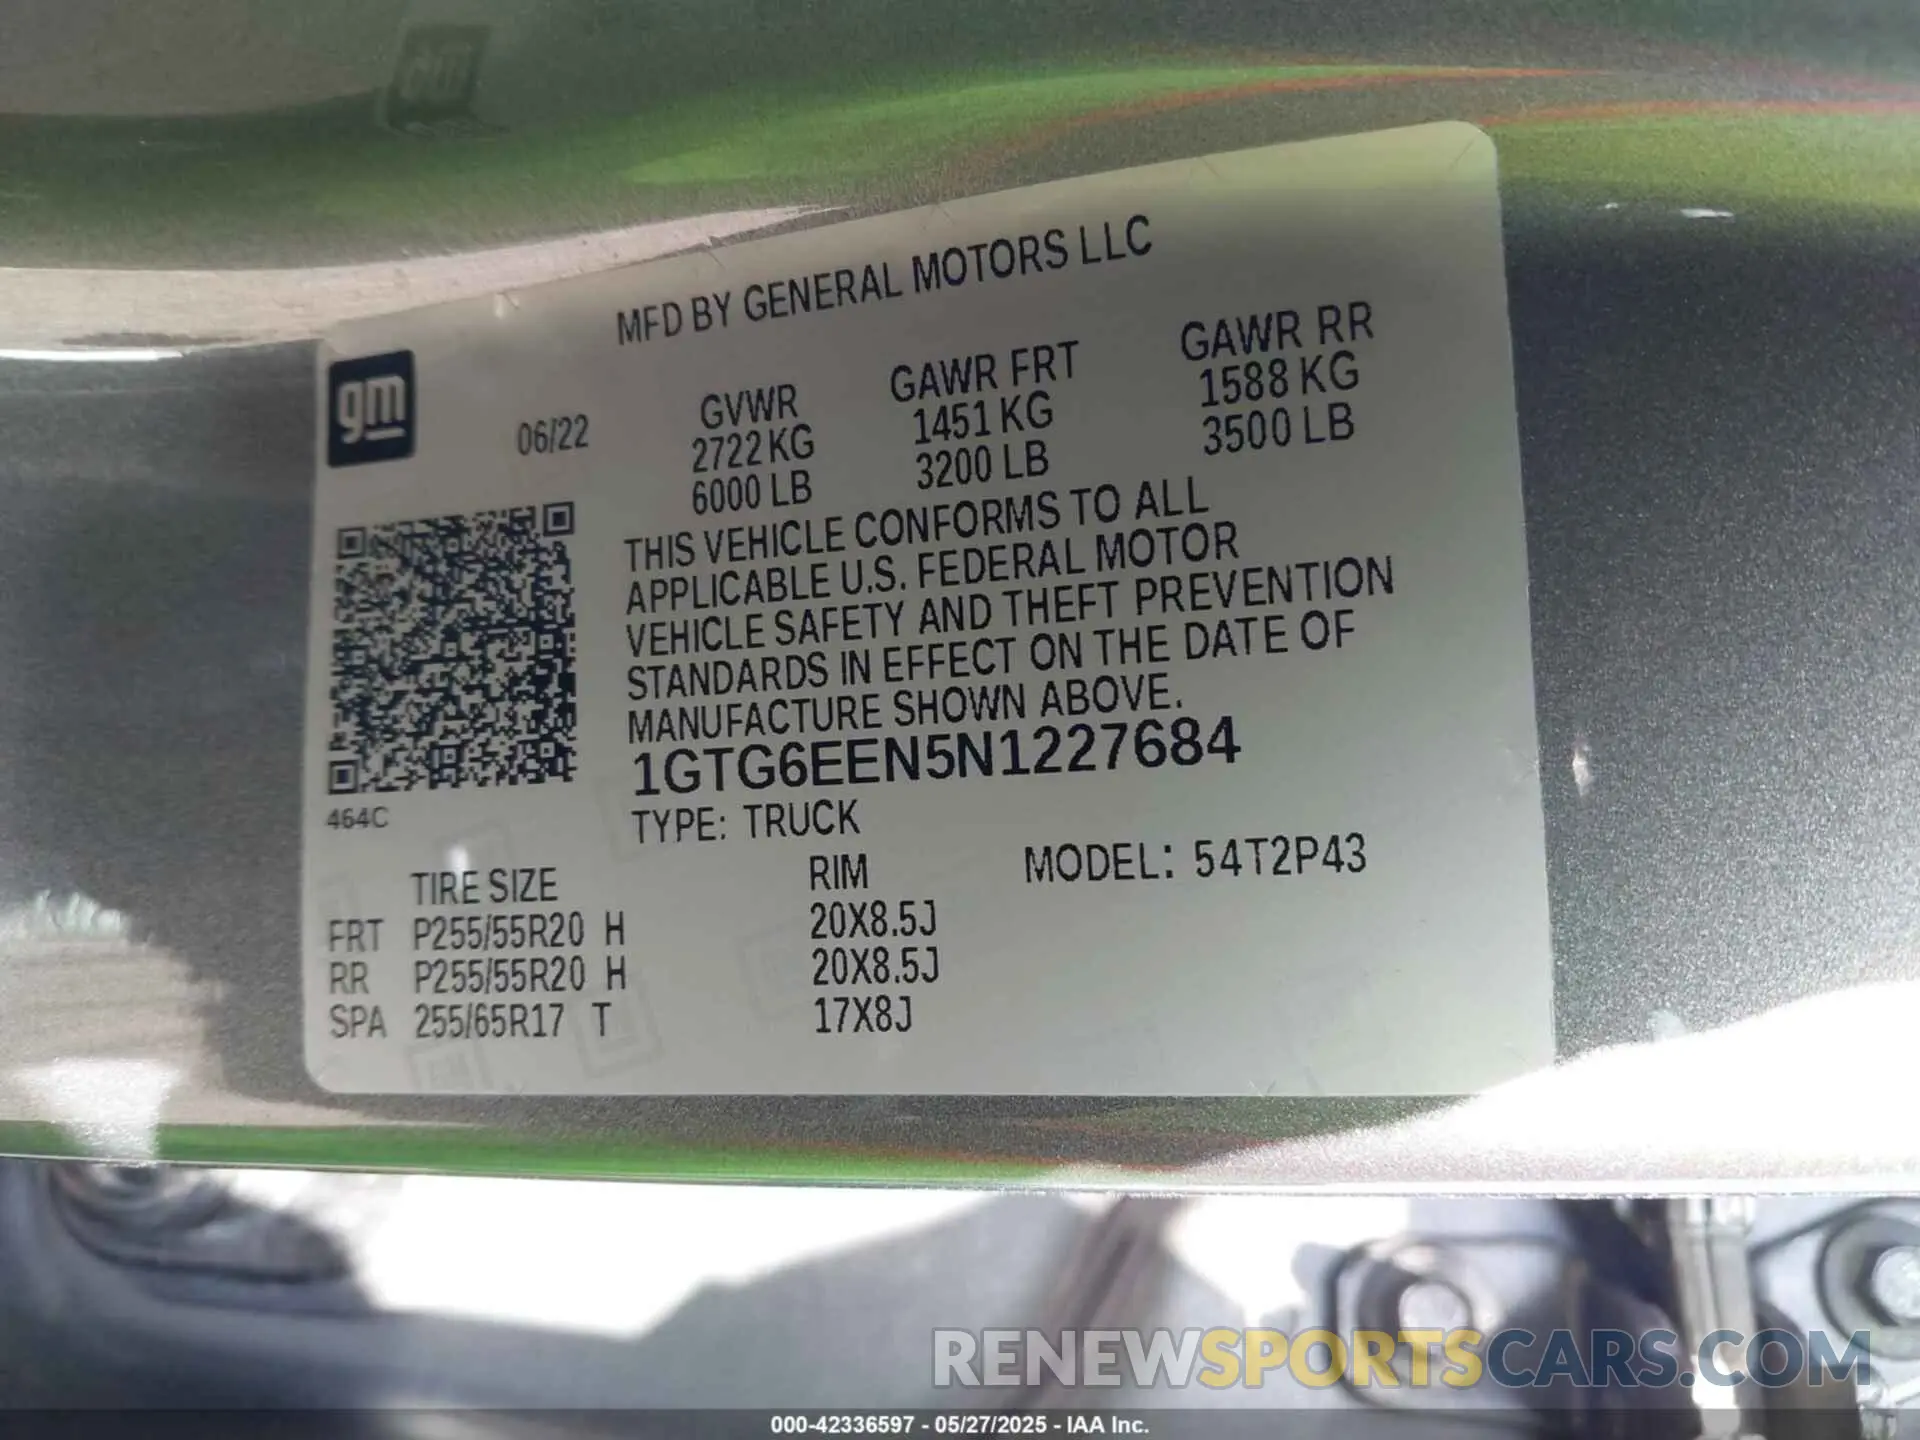 MFD BY GENERAL MOTORS LLC
gm
06/22
GVWR
2722 KG
6000 LB
GAWR FRT
1451 KG
3200 LB
GAWR RR
1588 KG
3500 LB
THIS VEHICLE CONFORMS TO ALL
APPLICABLE U.S. FEDERAL MOTOR
VEHICLE SAFETY AND THEFT PREVENTION
STANDARDS IN EFFECT ON THE DATE OF
MANUFACTURE SHOWN ABOVE.
1GTG6EEN5N1227684
464C
TYPE: TRUCK
MODEL: 54T2P43
TIRE SIZE RIM
FRT P255/55R20 H 20X8.5J
RR P255/55R20 H 20X8.5J
SPA 255/65R17 T 17X8J
RENEWSPORTSCARS.COM
000-42336597 - 05/27/2025 - IAA Inc.